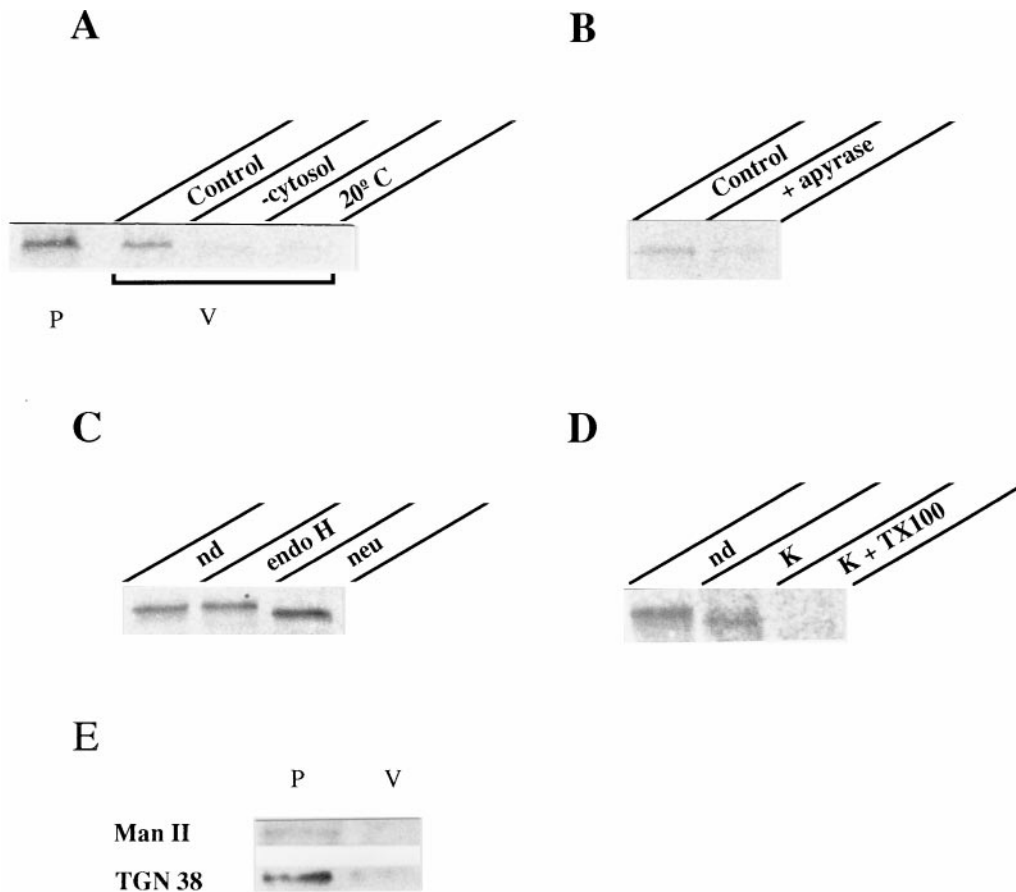 A
B
Control
-cytosol
20º C
P
V
Control
+ apyrase
C
D
nd
endo H
neu
nd
K
K + TX100
E
P V
Man II
TGN 38